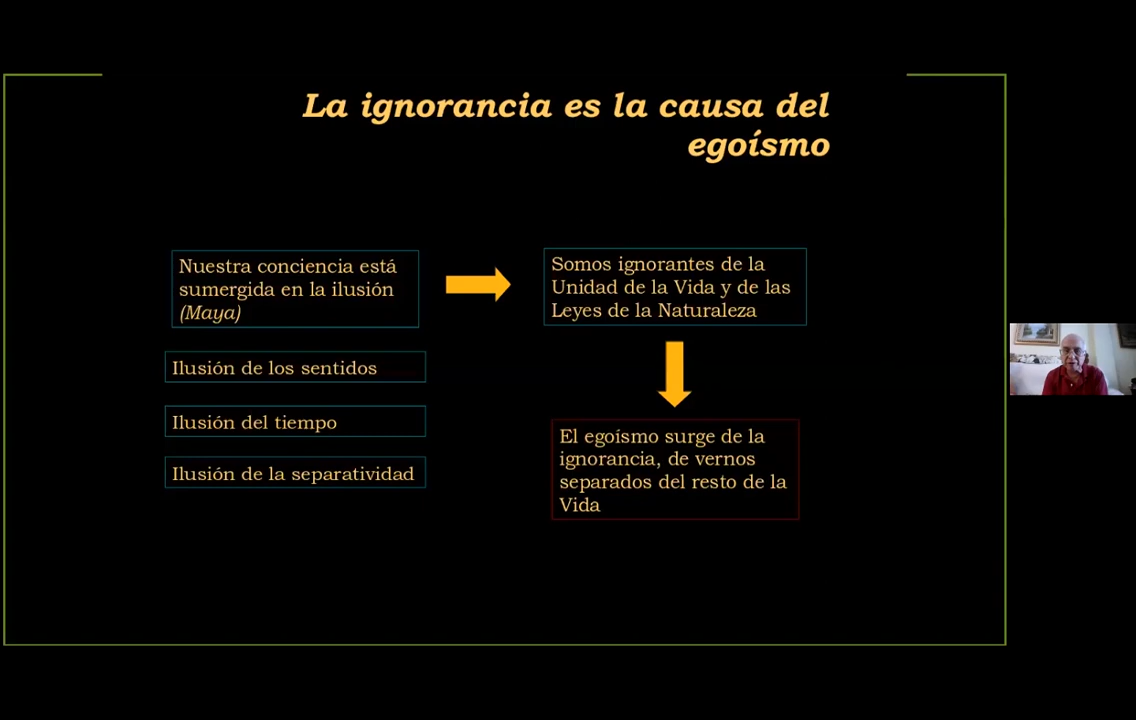 La ignorancia es la causa del
egoísmo
Nuestra conciencia está
sumergida en la ilusión
(Maya)
Somos ignorantes de la
Unidad de la Vida y de las
Leyes de la Naturaleza
Ilusión de los sentidos
Ilusión del tiempo
Ilusión de la separatividad
El egoísmo surge de la
ignorancia, de vernos
separados del resto de la
Vida